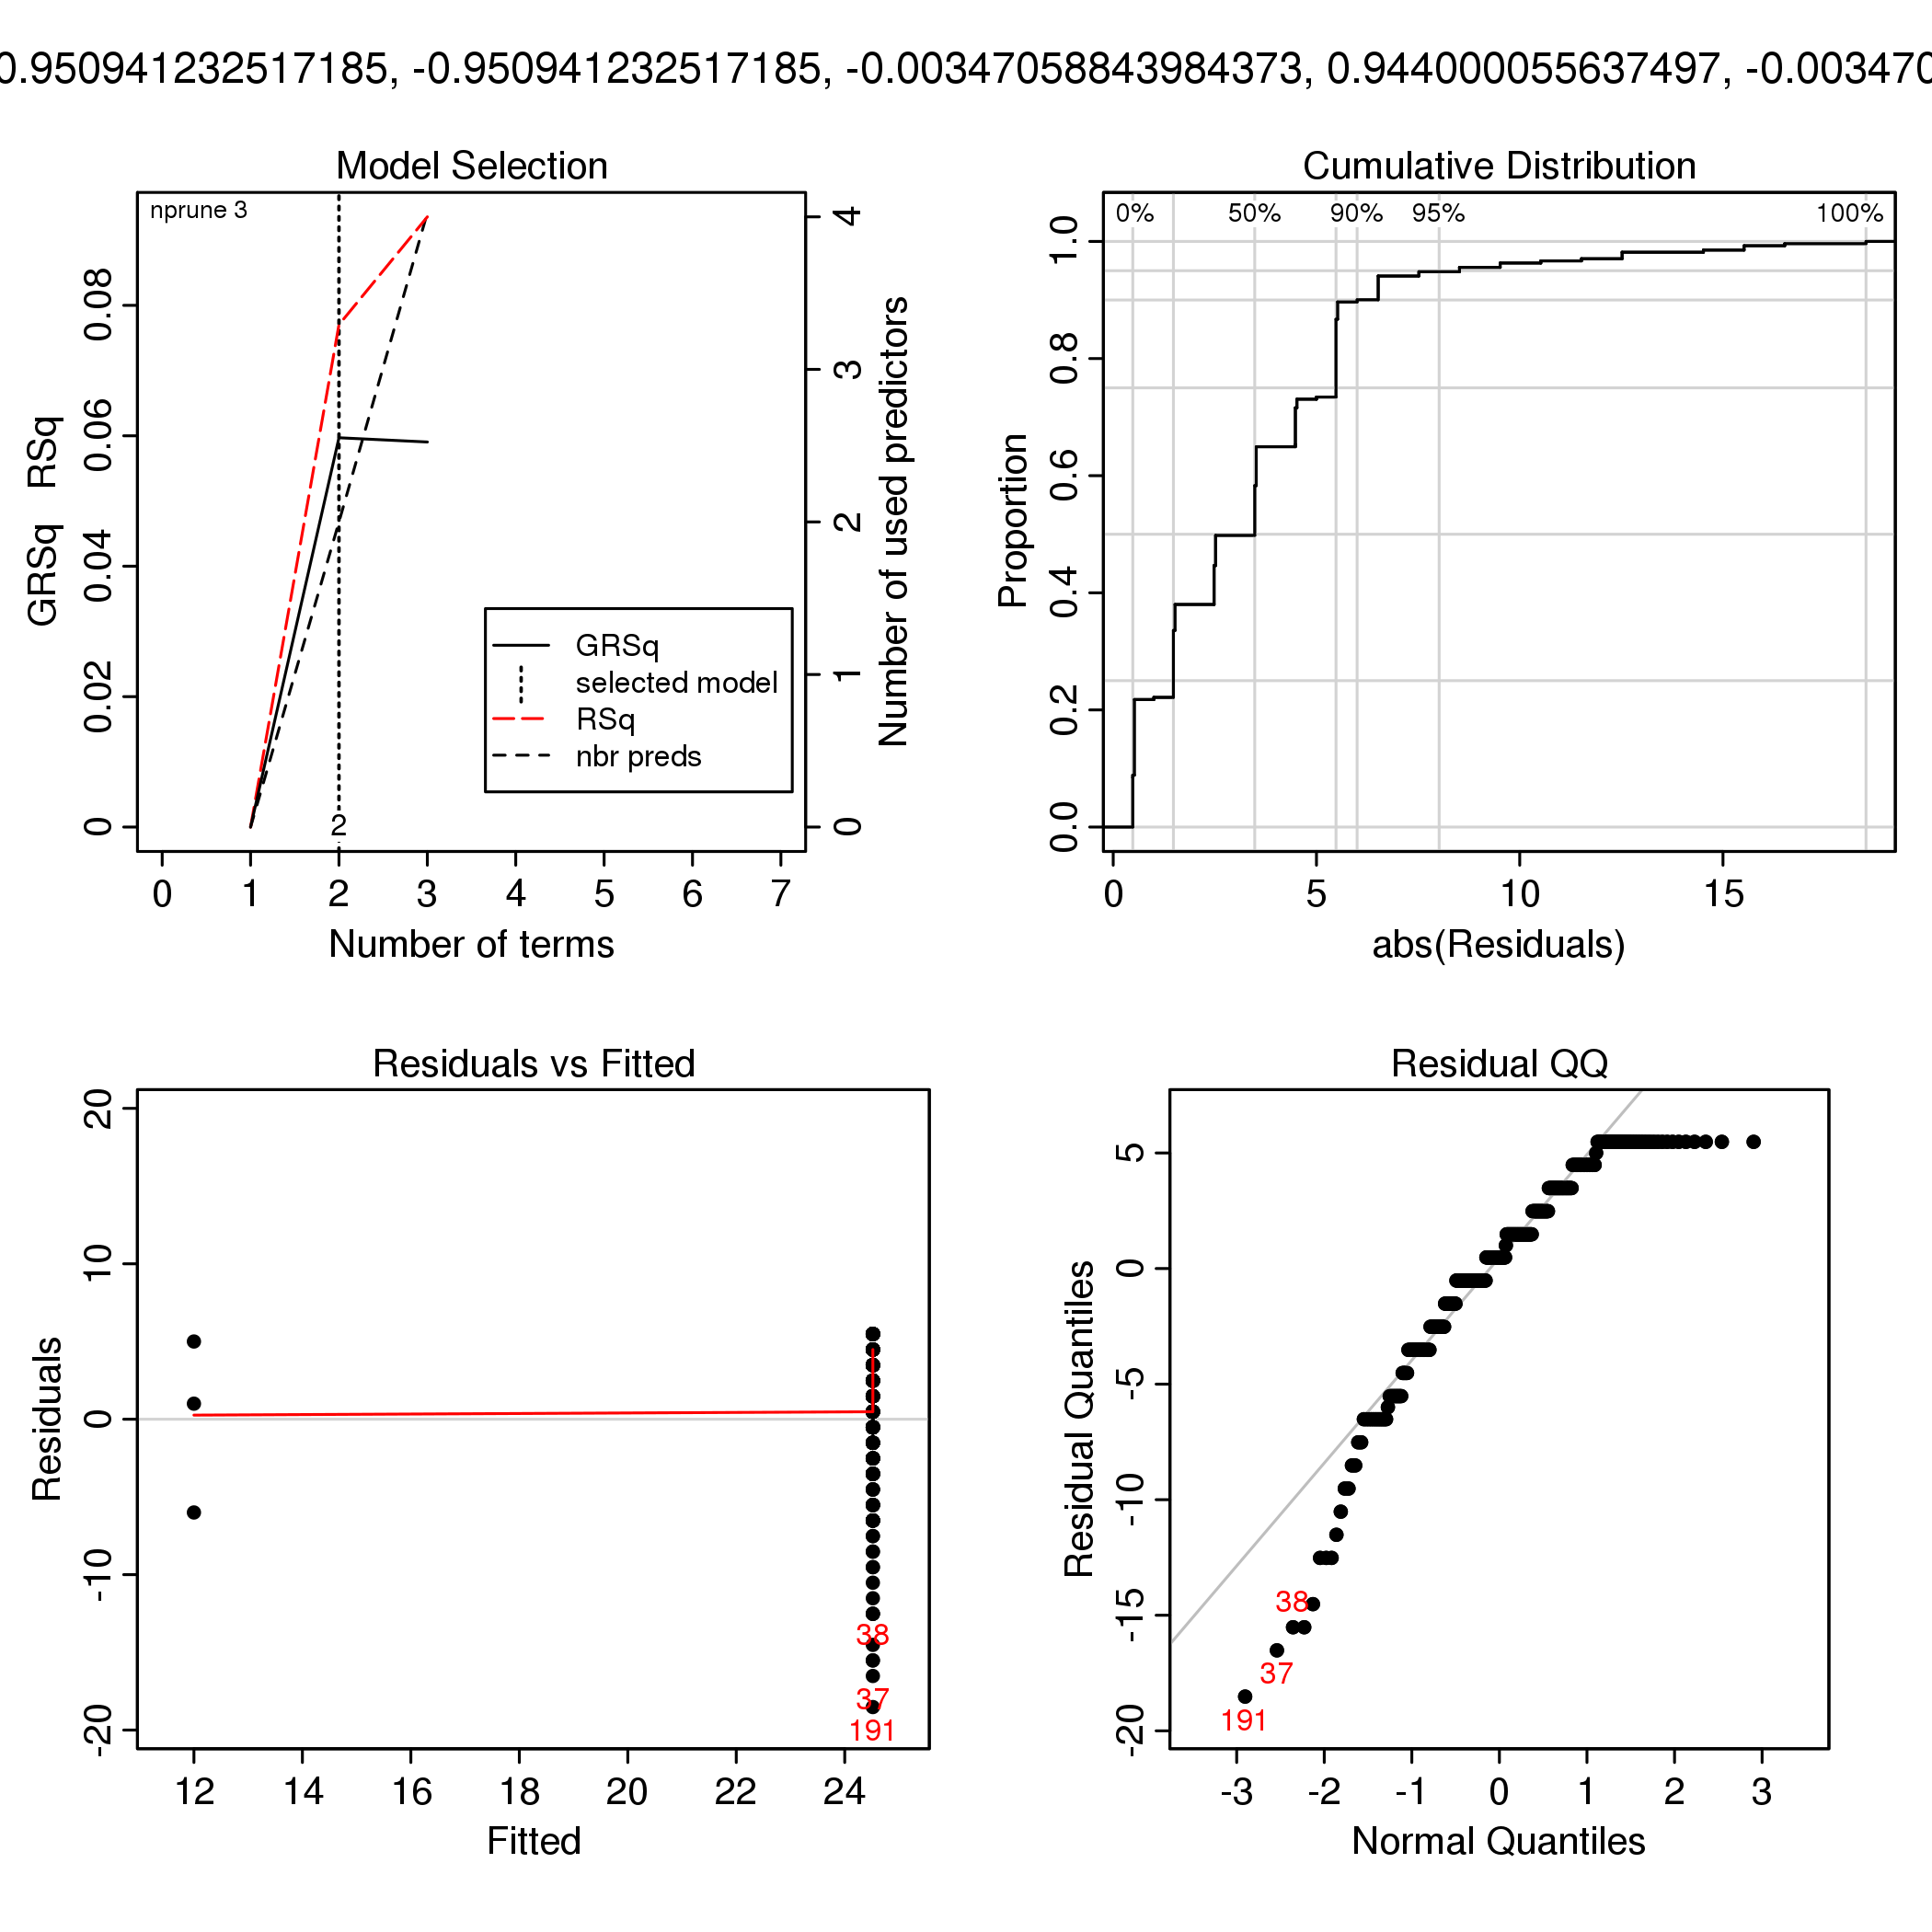 0.950941232517185, -0.950941232517185, -0.00347058843984373, 0.944000055637497, -0.003470
Model Selection
nprune 3
GRSq RSq
0 0.02 0.04 0.06 0.08
Number of used predictors
0 1 2 3 4
GRSq
selected model
RSq
nbr preds
2
0 1 2 3 4 5 6 7
Number of terms
Cumulative Distribution
0% 50% 90% 95% 100%
Proportion
0.0 0.2 0.4 0.6 0.8 1.0
0 5 10 15
abs(Residuals)
Residuals vs Fitted
Residuals
-20 -10 0 10 20
38
37
191
12 14 16 18 20 22 24
Fitted
Residual QQ
Residual Quantiles
-20 -15 -10 -5 0 5
38
37
191
-3 -2 -1 0 1 2 3
Normal Quantiles